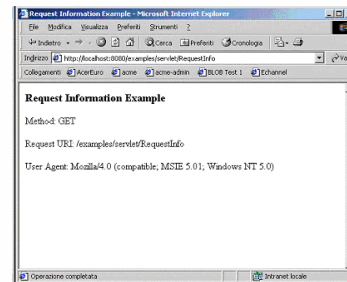 Request Information Example - Microsoft Internet Explorer
File Modifica Visualizza Preferiti Strumenti ?
Indietro Cerca Preferiti Cronologia
Indirizzo http://localhost:8080/examples/servlet/RequestInfo Va
Collegamenti AcerEuro acme acme-admin BLOB Test 1 Echannel
Request Information Example
Method: GET
Request URI: /examples/servlet/RequestInfo
User Agent: Mozilla/4.0 (compatible; MSIE 5.01; Windows NT 5.0)
Operazione completata Intranet locale